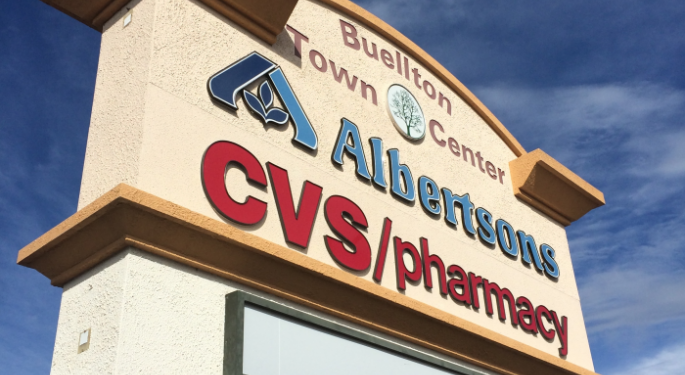 Buellton
Town Center
Albertsons
CVS/pharmacy